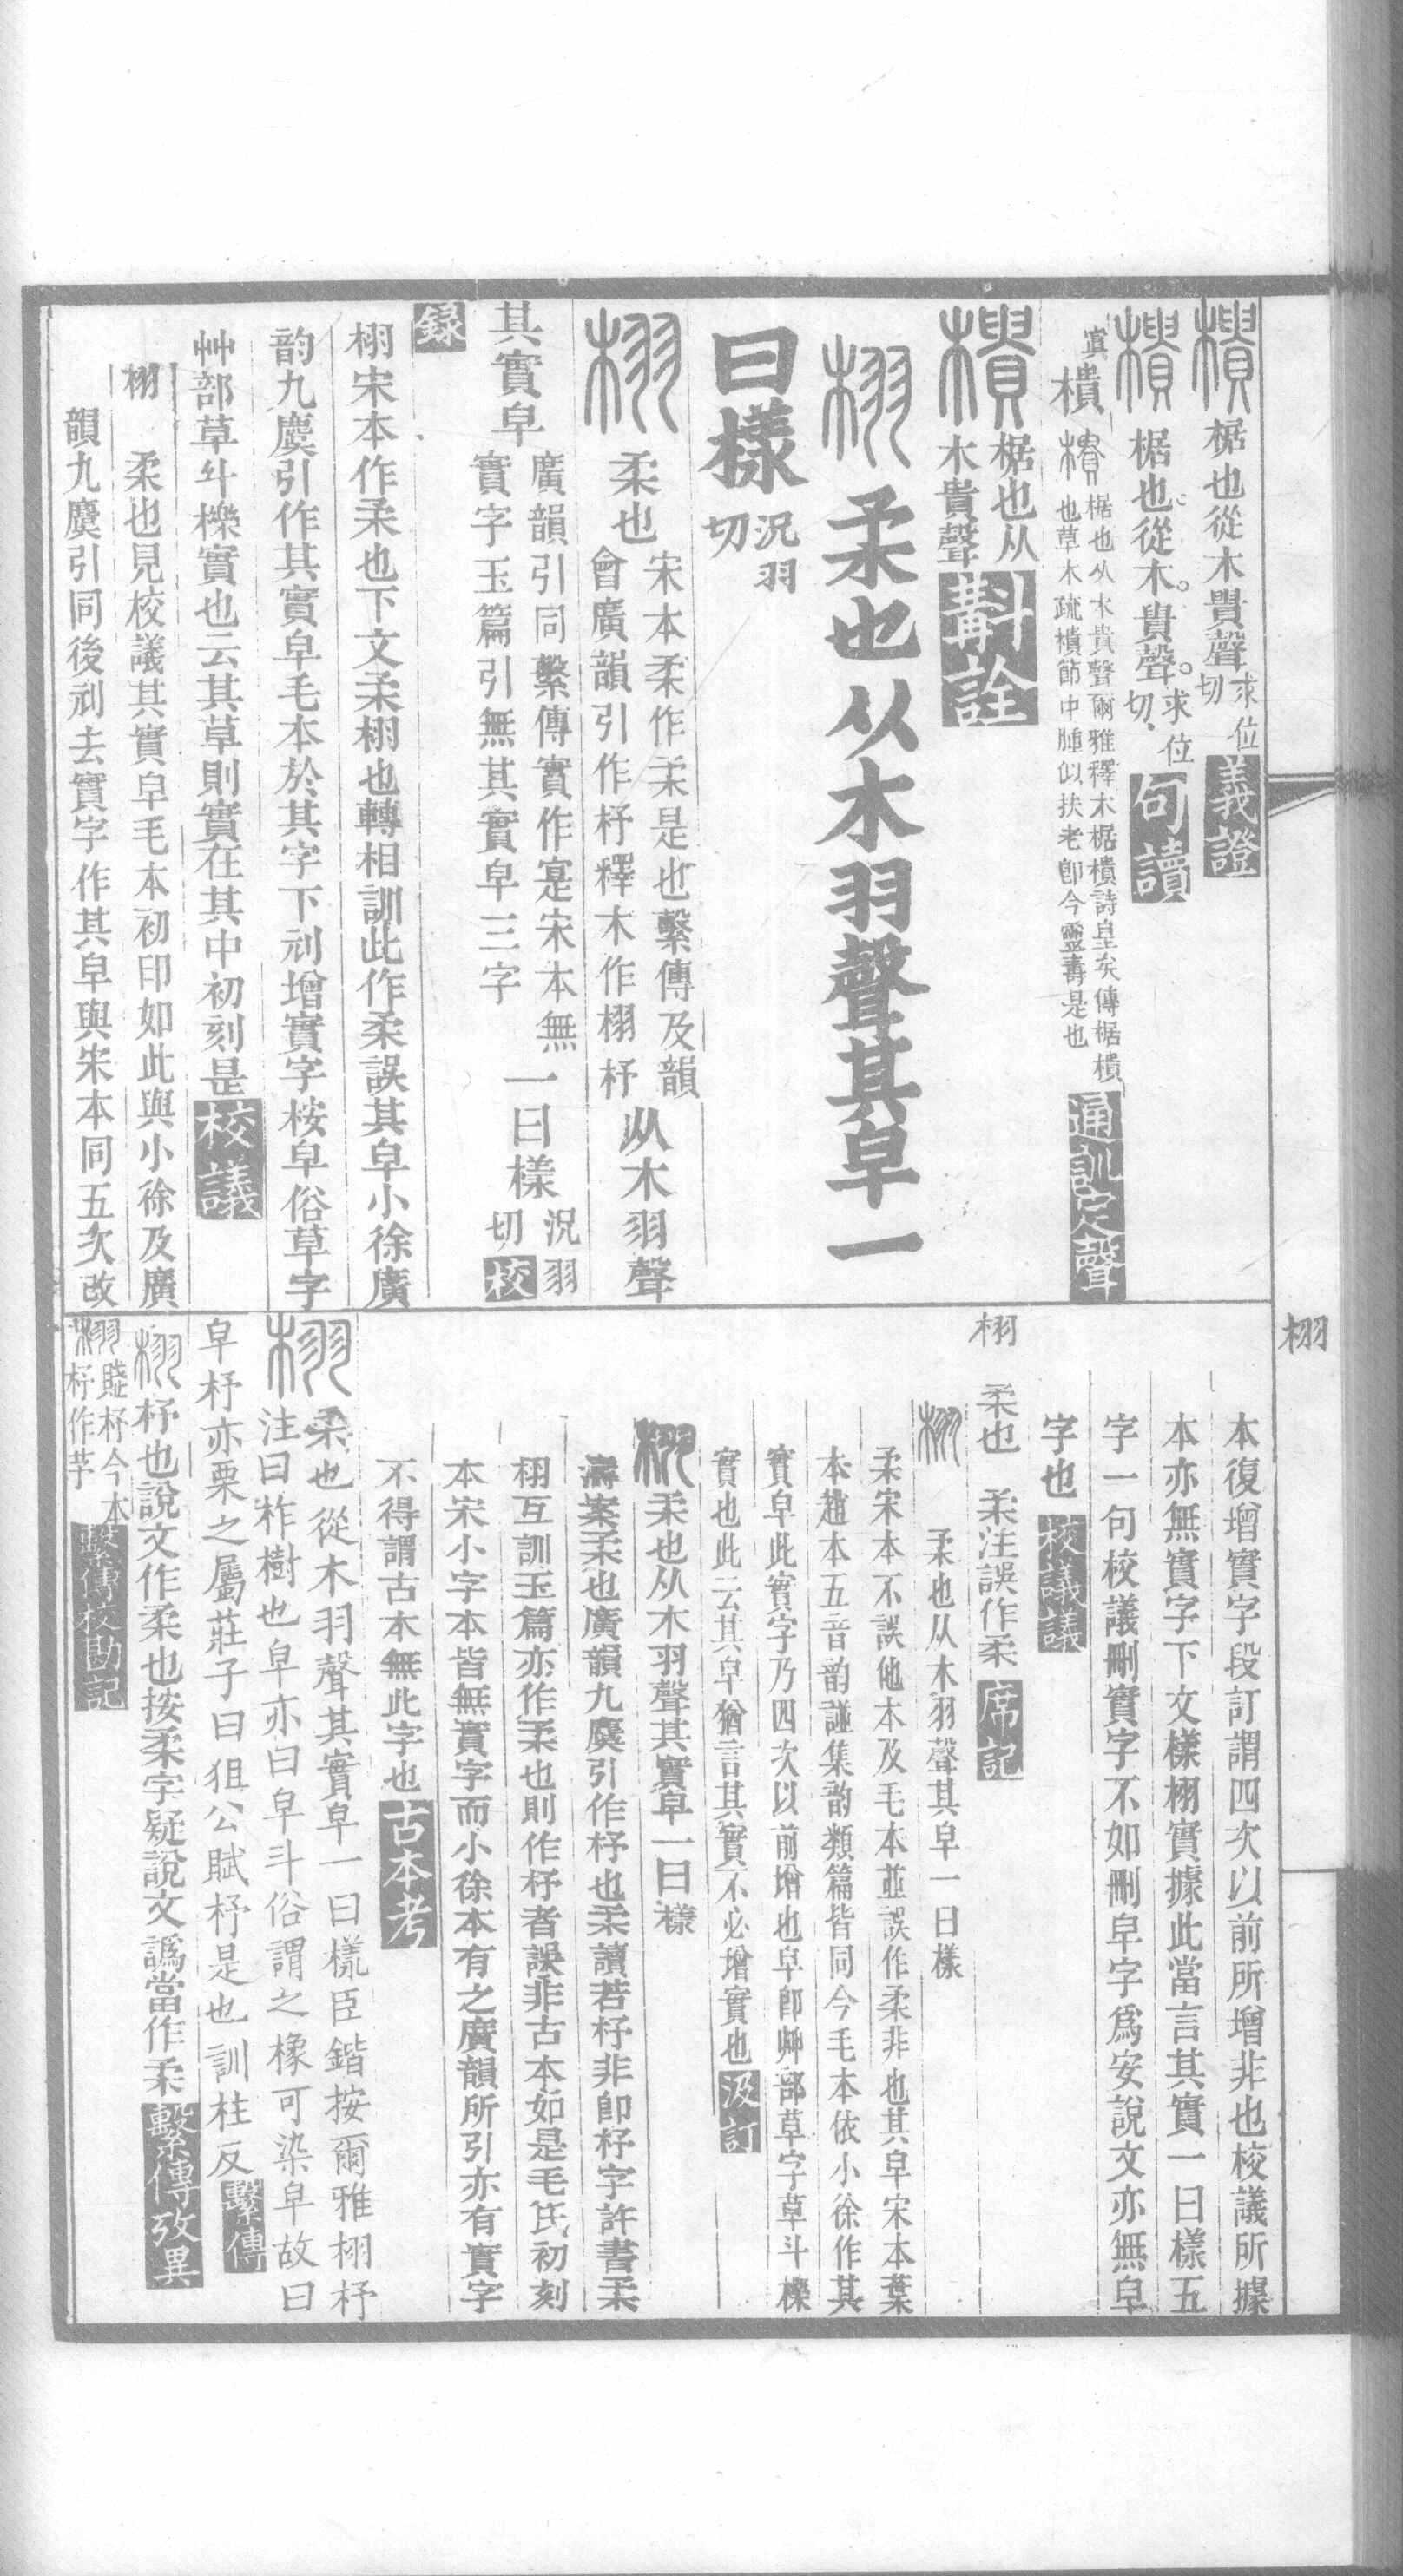 樻椐也從木貴聲求位切義證
樻椐也從木貴聲求位切句讀
樻樻椐也从木貴聲爾雅釋木椐樻詩皇矣傳椐樻也草木疏樻節中腫似扶老卽今靈壽是也通訓定聲
樻椐也从木貴聲斠詮
栩柔也从木羽聲其皁一
曰樣況羽切
栩柔也宋本柔作柔是也繫傳及韻會廣韻引作杼釋木作栩杼从木羽聲
其實皁廣韻引同繫傳實作寔宋本無實字玉篇引無其實皁三字一曰樣況羽切校
錄
栩宋本作柔也下文柔栩也轉相訓此作柔誤其皁小徐廣
韵九麌引作其實皁毛本於其字下剜增實字桉皁俗草字
艸部草斗櫟實也云其草則實在其中初刻是校議
栩 柔也見校議其實皁毛本初印如此與小徐及廣
韻九麌引同後剜去實字作其皁與宋本同五次改
栩
本復增實字段訂謂四次以前所增非也校議所據
本亦無實字下文樣栩實據此當言其實一曰樣五
字一句校議刪實字不如刪皁字爲安說文亦無皁
字也校議議
栩 柔也 柔注誤作柔席記
栩 柔也从木羽聲其皁一曰樣
柔宋本不誤他本及毛本並誤作柔非也其皁宋本葉
本趙本五音韵譜集韵類篇皆同今毛本依小徐作其
實皁此實字乃四次以前增也皁卽艸部草字草斗櫟
實也此云其皁猶言其實不必增實也汲訂
栩柔也从木羽聲其實皁一曰樣
濤案柔也廣韻九麌引作杼也柔讀若杼非卽杼字許書柔
栩互訓玉篇亦作柔也則作杼者誤非古本如是毛氏初刻
本宋小字本皆無實字而小徐本有之廣韻所引亦有實字
不得謂古本無此字也古本考
栩柔也從木羽聲其實皁一曰樣臣鍇按爾雅栩杼
注曰柞樹也皁亦曰皁斗俗謂之橡可染皁故曰
皁杼亦栗之屬莊子曰狙公賦杼是也訓柱反繫傳
栩杼也說文作柔也按柔字疑說文譌當作柔繫傳攷異
栩賦杼今本杼作芧繫傳校勘記